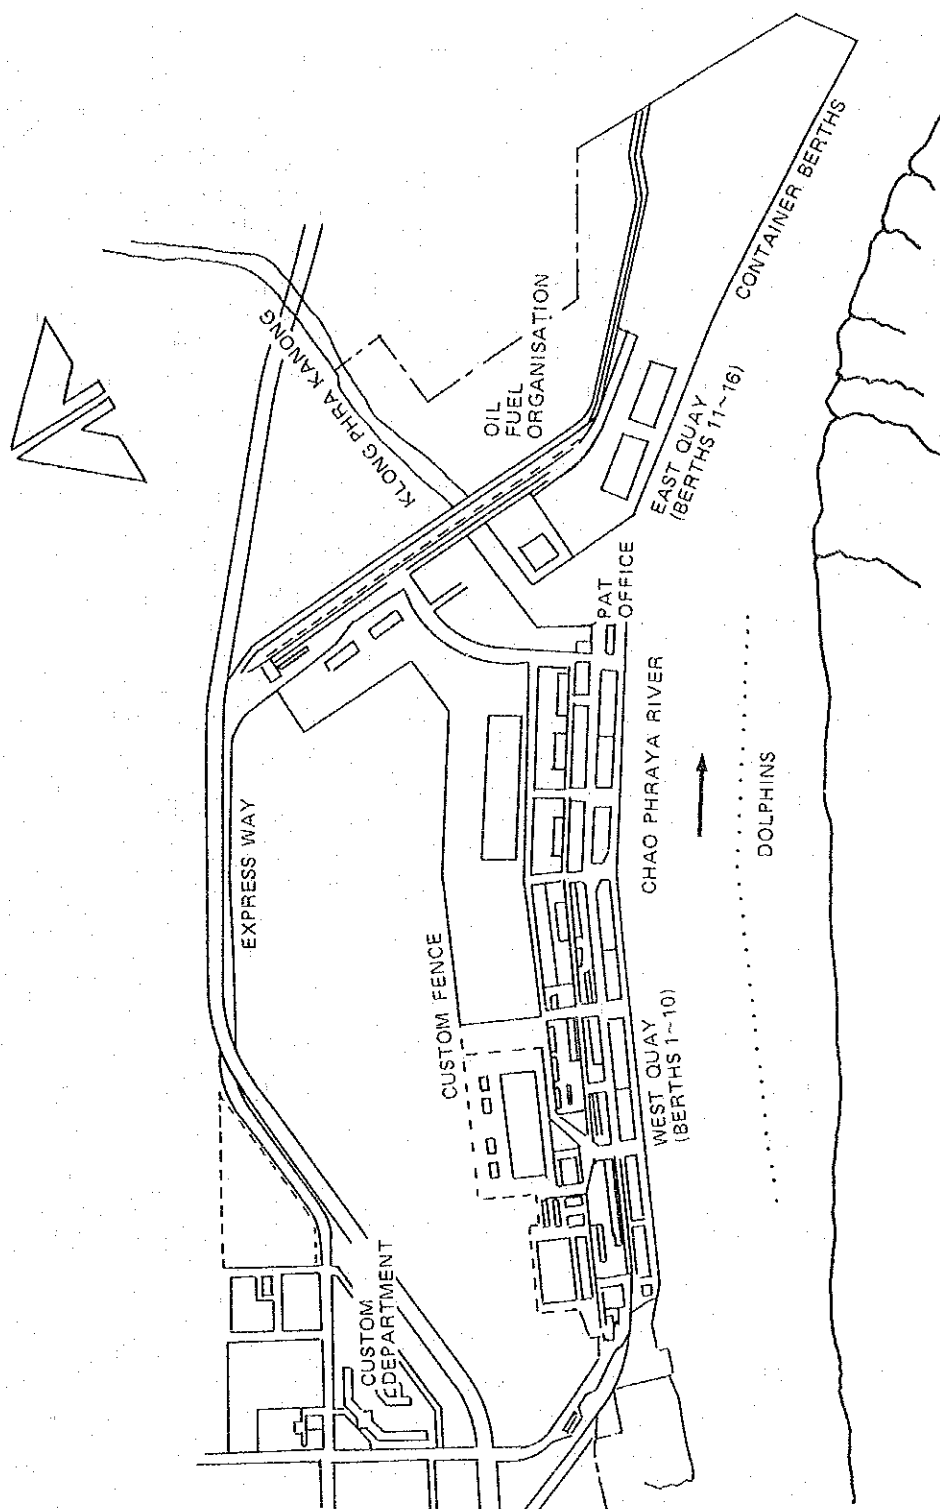 KLONG PHRA KANONG
OIL
FUEL
ORGANISATION
CONTAINER BERTHS
EAST QUAY
(BERTHS 11~16)
PAT
OFFICE
EXPRESS WAY
CHAO PHRAYA RIVER
DOLPHINS
CUSTOM FENCE
WEST QUAY
(BERTHS 1~10)
CUSTOM
DEPARTMENT